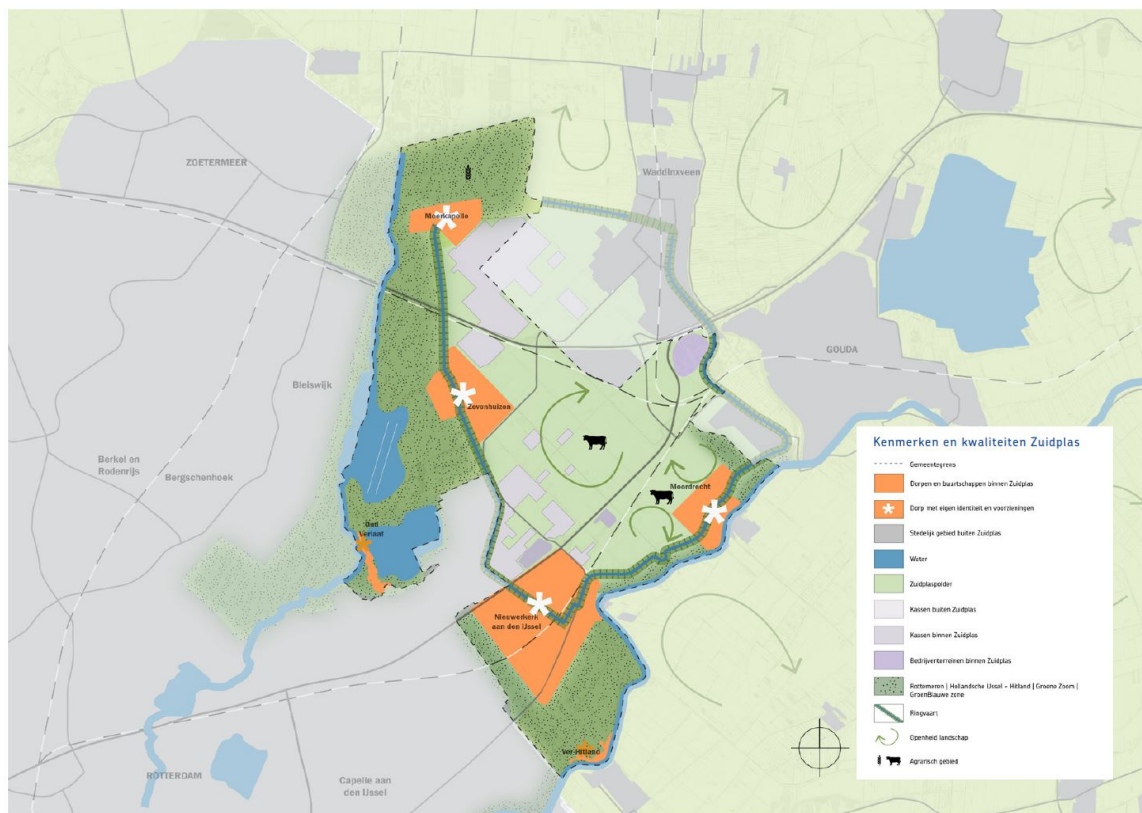 ZOETERMEER
Waddinxveen
Moerkapelle
GOUDA
Bleiswijk
Zevenhuizen
Berkel en
Rodenrijs
Bergschenhoek
Moordrecht
Oud
Verlaat
Nieuwerkerk
aan den IJssel
Ver-Hitland
ROTTERDAM
Capelle aan
den IJssel
Kenmerken en kwaliteiten Zuidplas
Gemeentegrens
Dorpen en buurtschappen binnen Zuidplas
Dorp met eigen identiteit en voorzieningen
Stedelijk gebied buiten Zuidplas
Water
Zuidplaspolder
Kassen buiten Zuidplas
Kassen binnen Zuidplas
Bedrijventerreinen binnen Zuidplas
Rottemeren | Hollandsche IJssel - Hitland | Groene Zoom |
GroenBlauwe zone
Ringvaart
Openheid landschap
Agrarisch gebied